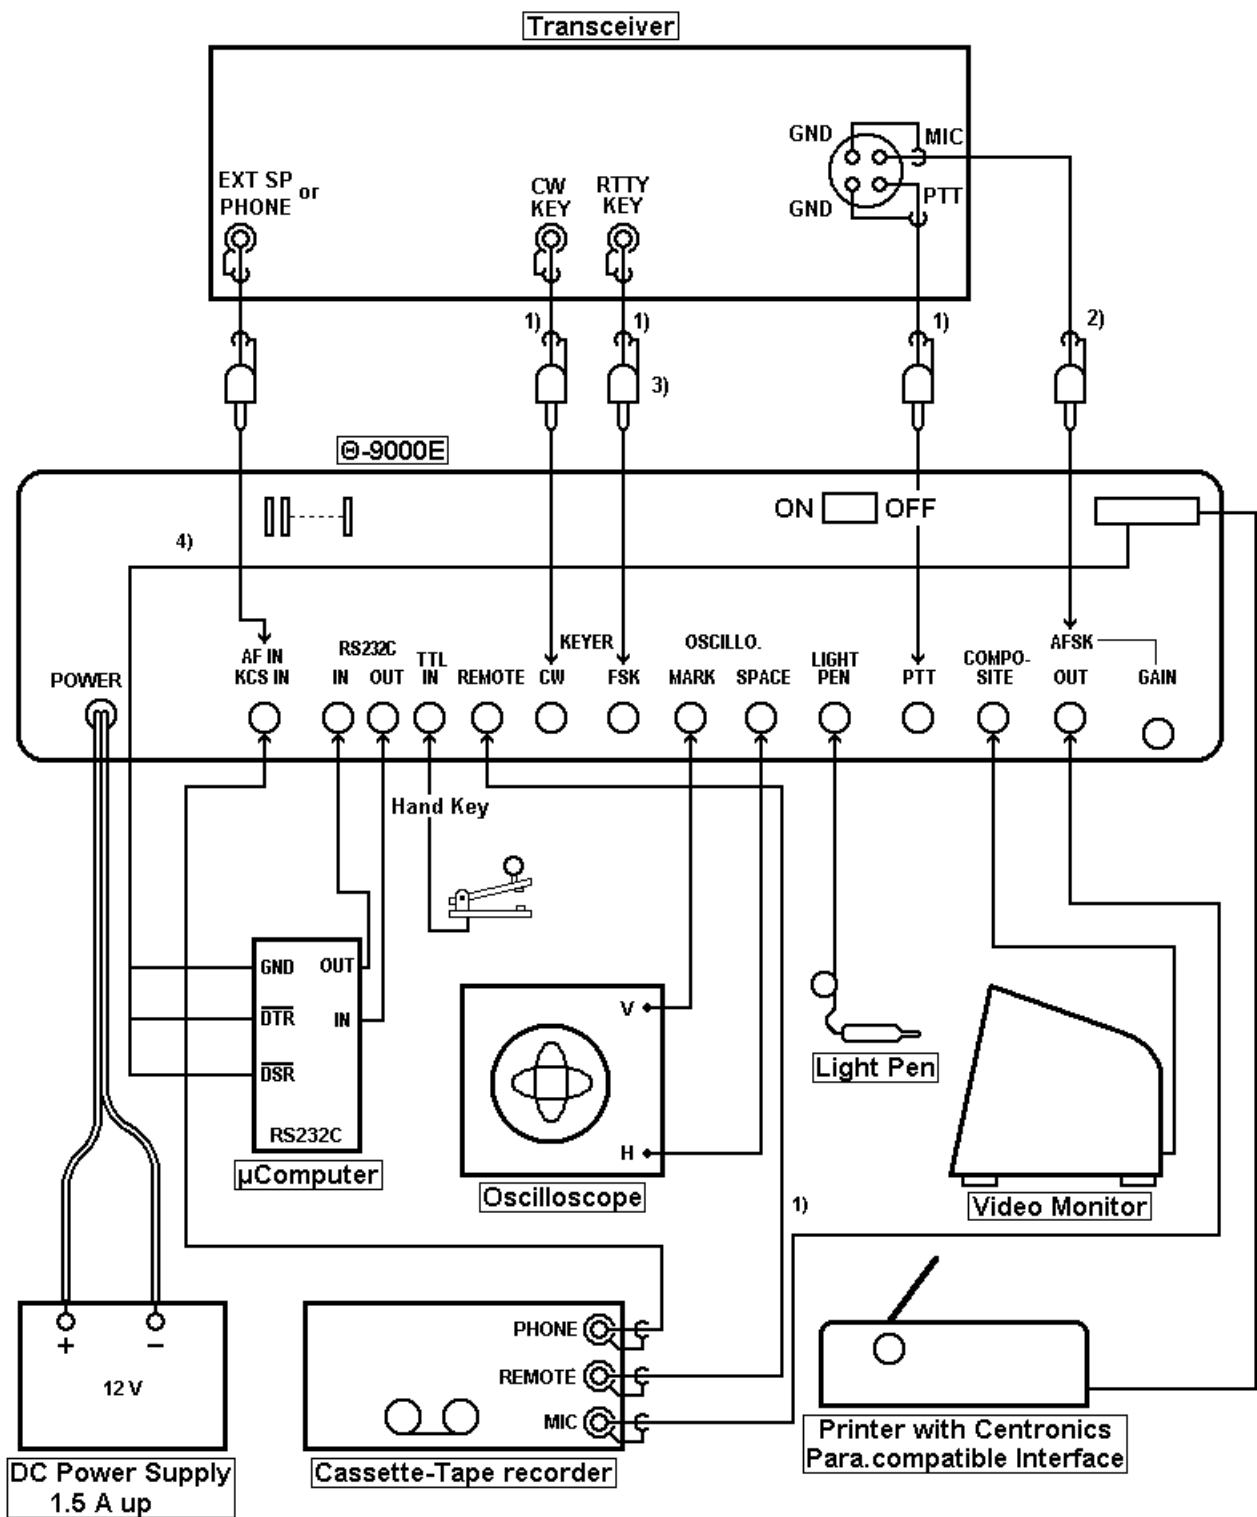 Transceiver
GND
MIC
EXT SP or
PHONE
CW
KEY
RTTY
KEY
GND
PTT
1)
1)
1)
2)
3)
Θ-9000E
ON
OFF
4)
POWER
AF IN
KCS IN
RS232C
IN
OUT
TTL
IN
REMOTE
KEYER
CW
FSK
OSCILLO.
MARK
SPACE
LIGHT
PEN
PTT
COMPO-
SITE
AFSK
OUT
GAIN
Hand Key
GND
OUT
DTR
IN
DSR
RS232C
µComputer
V
H
Oscilloscope
Light Pen
Video Monitor
1)
+
−
12 V
DC Power Supply
1.5 A up
PHONE
REMOTE
MIC
Cassette-Tape recorder
Printer with Centronics
Para.compatible Interface